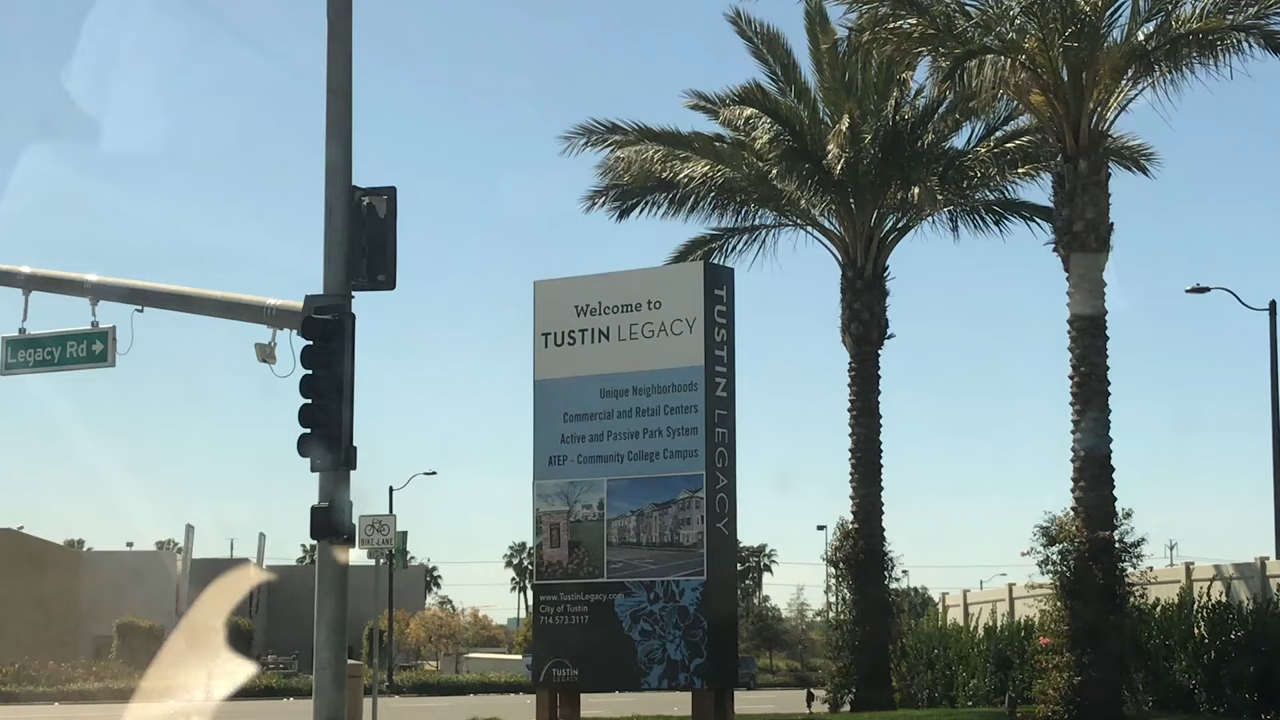 Legacy Rd →
BIKE LANE
Welcome to
TUSTIN LEGACY
Unique Neighborhoods
Commercial and Retail Centers
Active and Passive Park System
ATEP - Community College Campus
www.TustinLegacy.com
City of Tustin
714.573.3117
TUSTIN
LEGACY
TUSTIN LEGACY